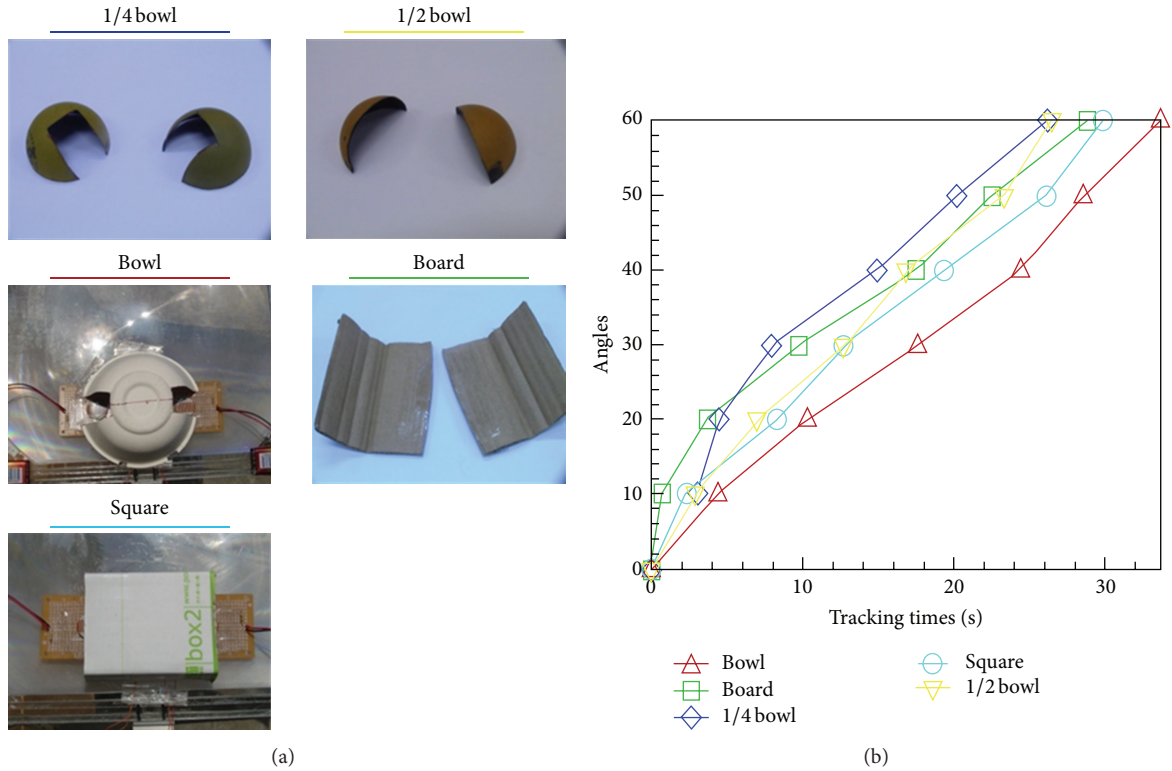 1/4 bowl
1/2 bowl
Bowl
Board
Square
box2
(a)
60
50
40
30
20
10
0
Angles
0
10
20
30
Tracking times (s)
Bowl
Board
1/4 bowl
Square
1/2 bowl
(b)